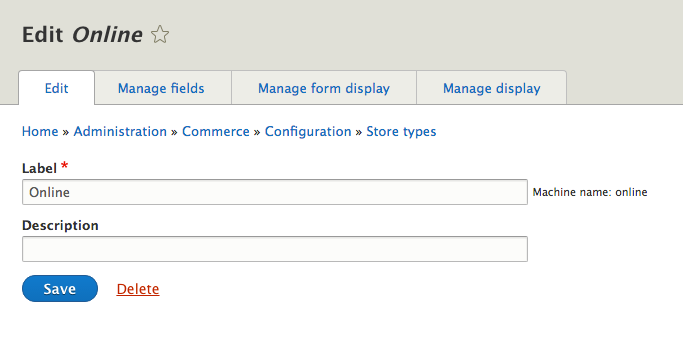 Edit Online
Edit Manage fields Manage form display Manage display
Home » Administration » Commerce » Configuration » Store types
Label *
Online Machine name: online
Description
Save Delete